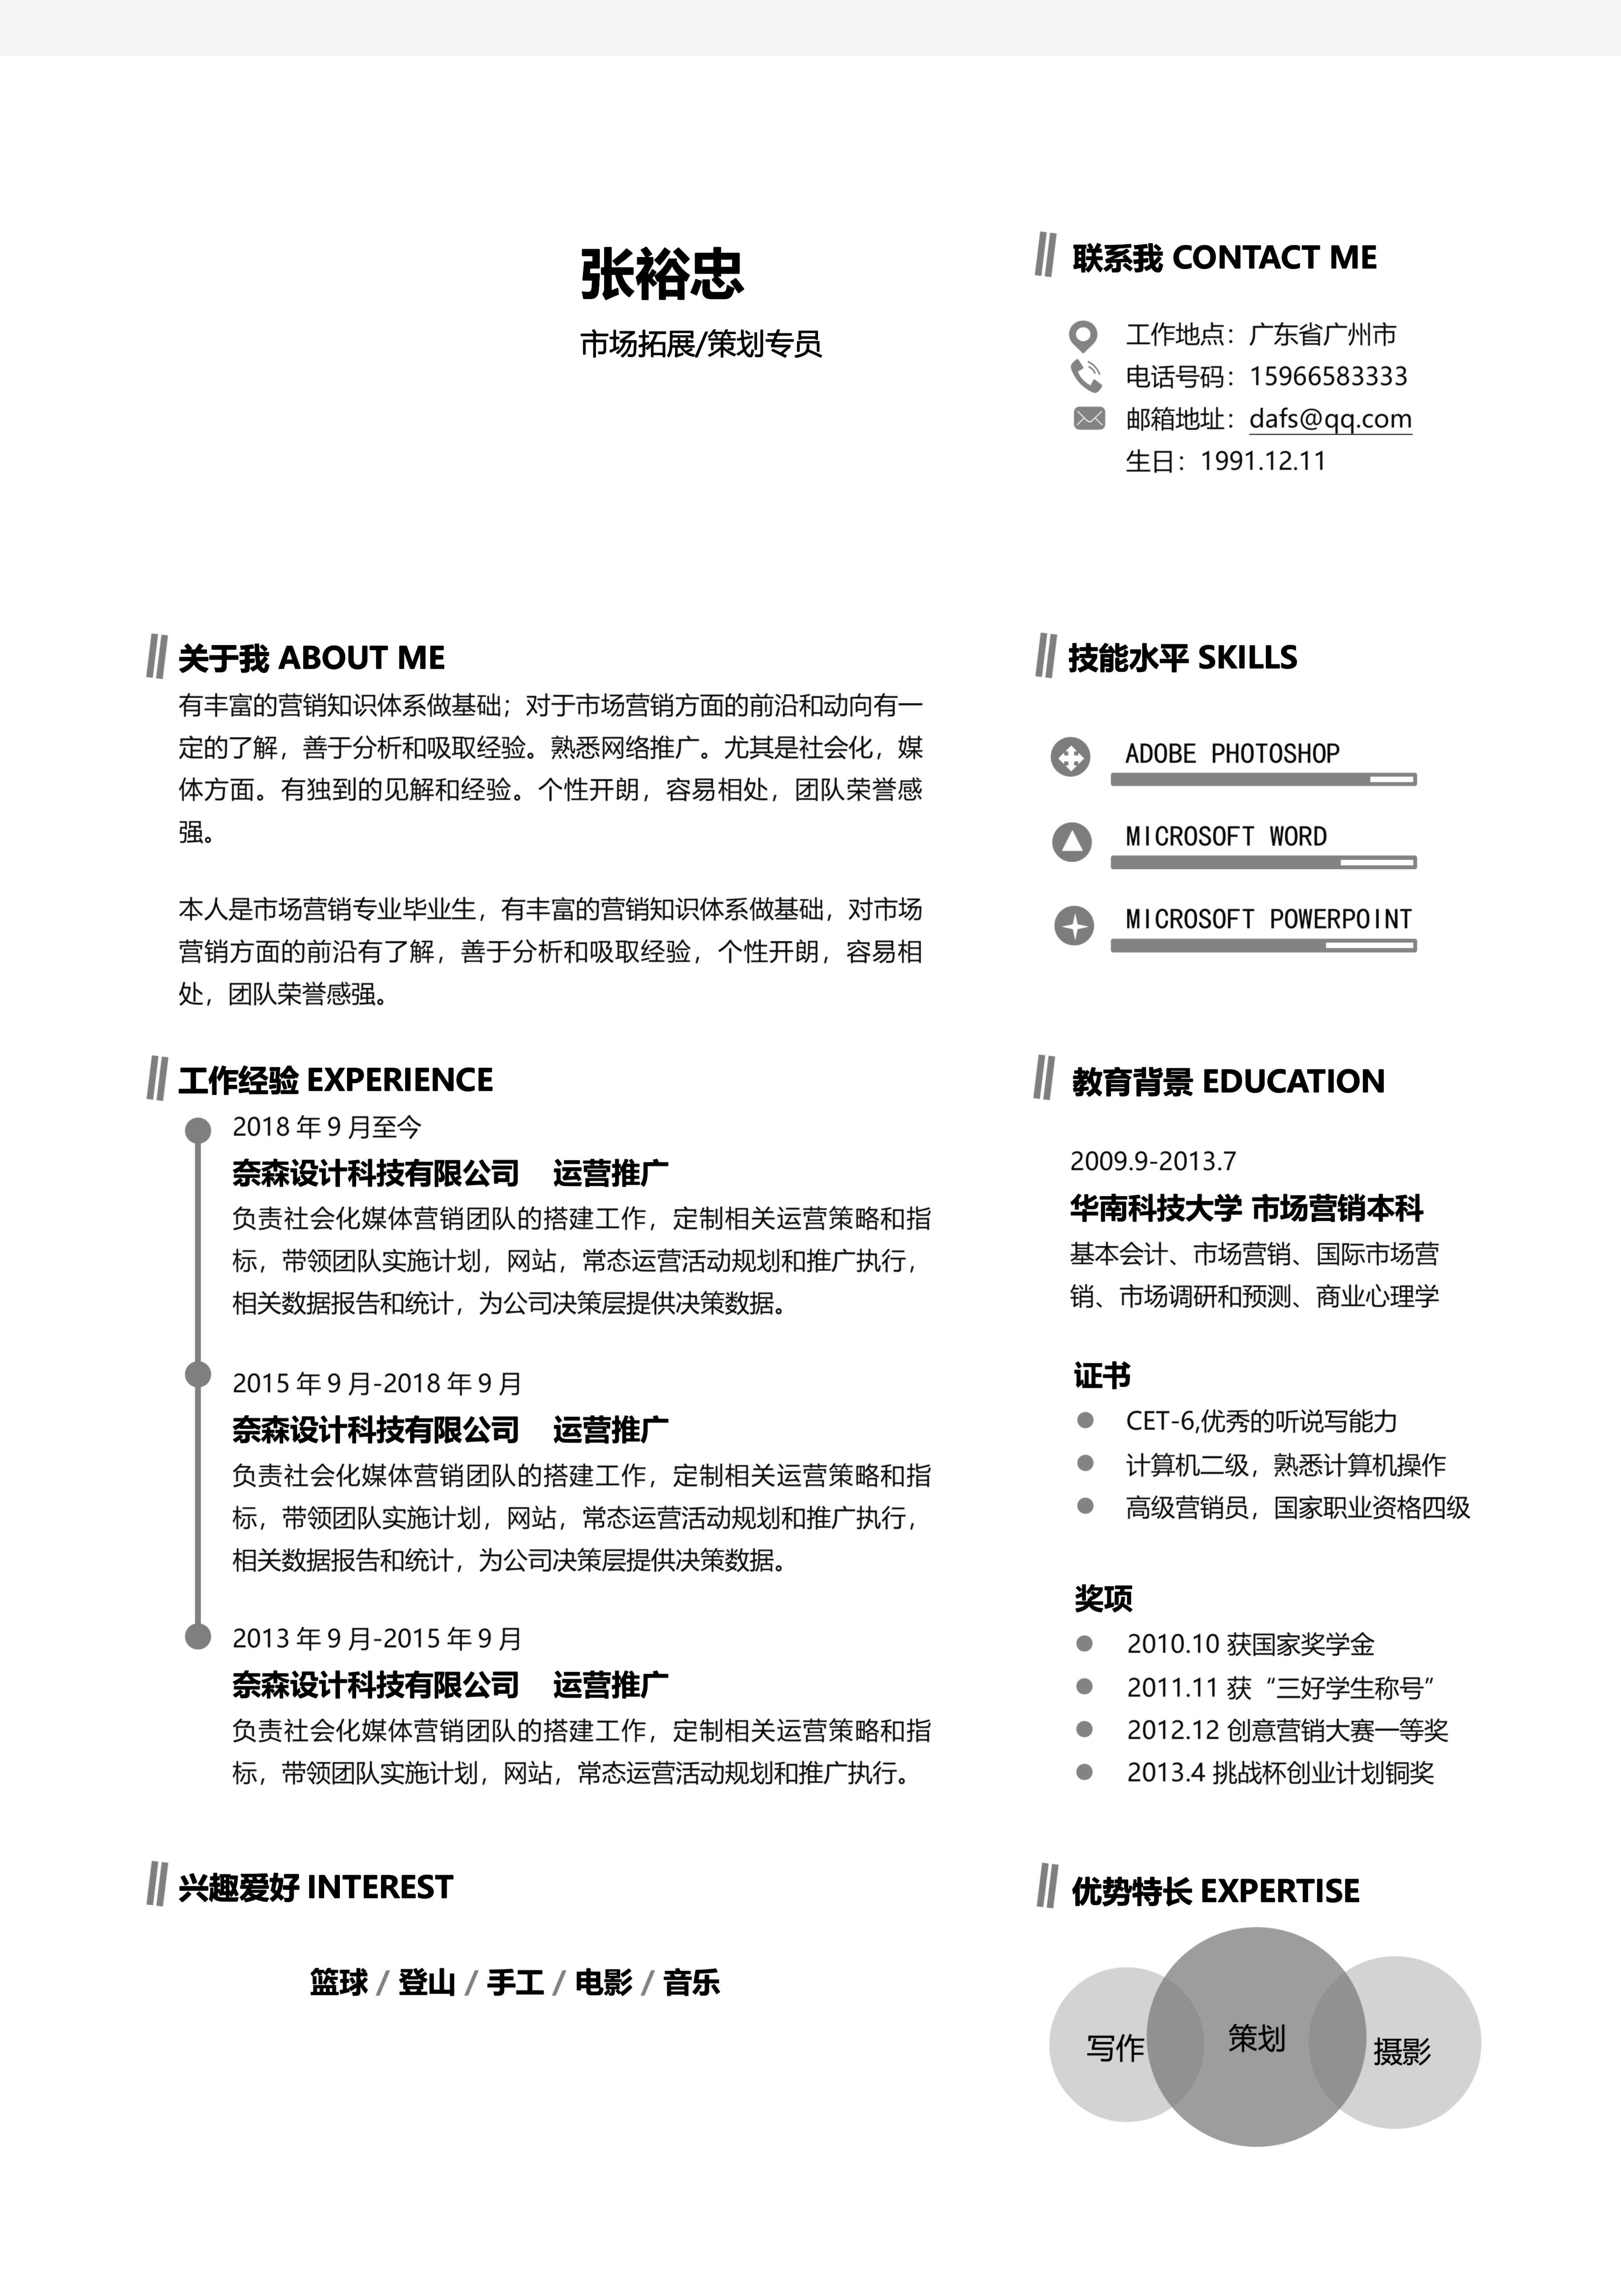 张裕忠
市场拓展/策划专员
联系我 CONTACT ME
工作地点：广东省广州市
电话号码：15966583333
邮箱地址：dafs@qq.com
生日：1991.12.11
关于我 ABOUT ME
有丰富的营销知识体系做基础；对于市场营销方面的前沿和动向有一
定的了解，善于分析和吸取经验。熟悉网络推广。尤其是社会化，媒
体方面。有独到的见解和经验。个性开朗，容易相处，团队荣誉感
强。
本人是市场营销专业毕业生，有丰富的营销知识体系做基础，对市场
营销方面的前沿有了解，善于分析和吸取经验，个性开朗，容易相
处，团队荣誉感强。
技能水平 SKILLS
ADOBE PHOTOSHOP
MICROSOFT WORD
MICROSOFT POWERPOINT
工作经验 EXPERIENCE
2018 年 9 月至今
奈森设计科技有限公司 运营推广
负责社会化媒体营销团队的搭建工作，定制相关运营策略和指
标，带领团队实施计划，网站，常态运营活动规划和推广执行，
相关数据报告和统计，为公司决策层提供决策数据。
2015 年 9 月-2018 年 9 月
奈森设计科技有限公司 运营推广
负责社会化媒体营销团队的搭建工作，定制相关运营策略和指
标，带领团队实施计划，网站，常态运营活动规划和推广执行，
相关数据报告和统计，为公司决策层提供决策数据。
2013 年 9 月-2015 年 9 月
奈森设计科技有限公司 运营推广
负责社会化媒体营销团队的搭建工作，定制相关运营策略和指
标，带领团队实施计划，网站，常态运营活动规划和推广执行。
教育背景 EDUCATION
2009.9-2013.7
华南科技大学 市场营销本科
基本会计、市场营销、国际市场营
销、市场调研和预测、商业心理学
证书
CET-6,优秀的听说写能力
计算机二级，熟悉计算机操作
高级营销员，国家职业资格四级
奖项
2010.10 获国家奖学金
2011.11 获“三好学生称号”
2012.12 创意营销大赛一等奖
2013.4 挑战杯创业计划铜奖
兴趣爱好 INTEREST
篮球 / 登山 / 手工 / 电影 / 音乐
优势特长 EXPERTISE
写作
策划
摄影